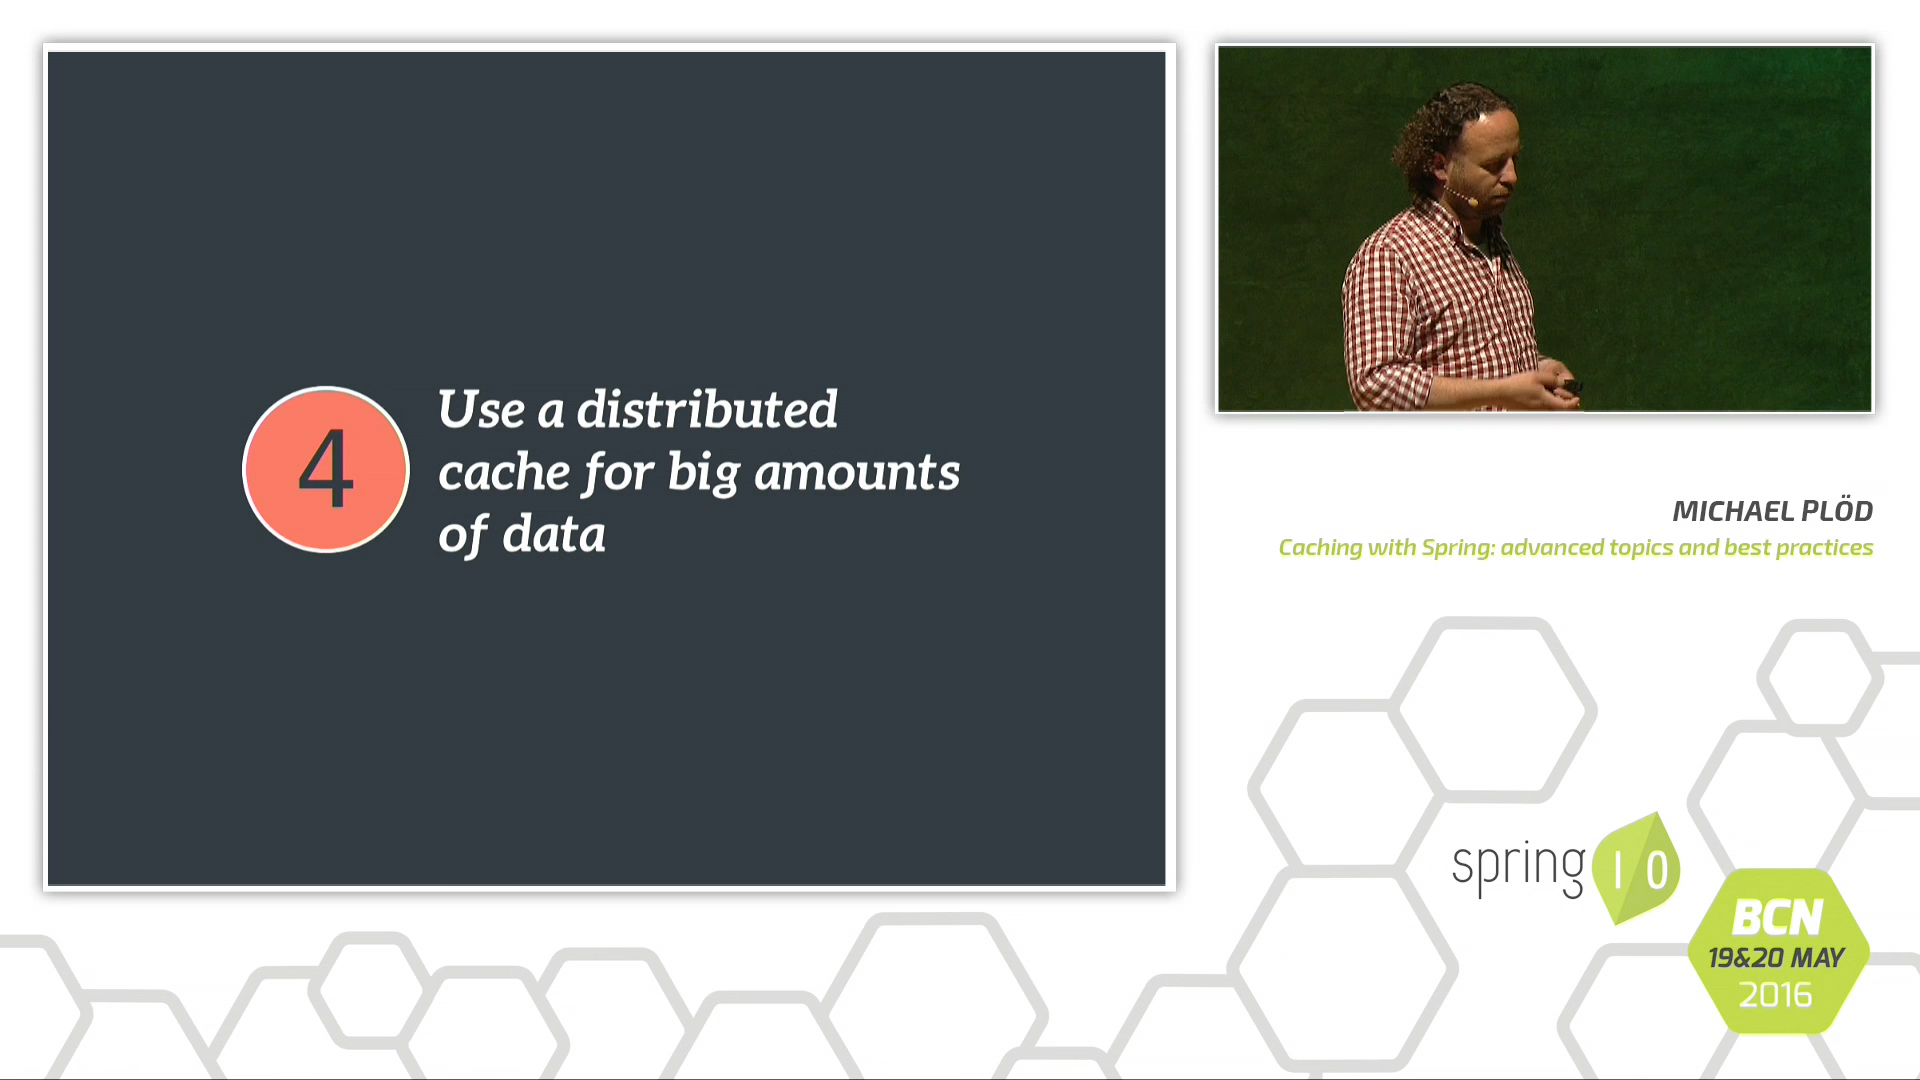 4
Use a distributed
cache for big amounts
of data
MICHAEL PLÖD
Caching with Spring: advanced topics and best practices
spring I O
BCN
19&20 MAY
2016